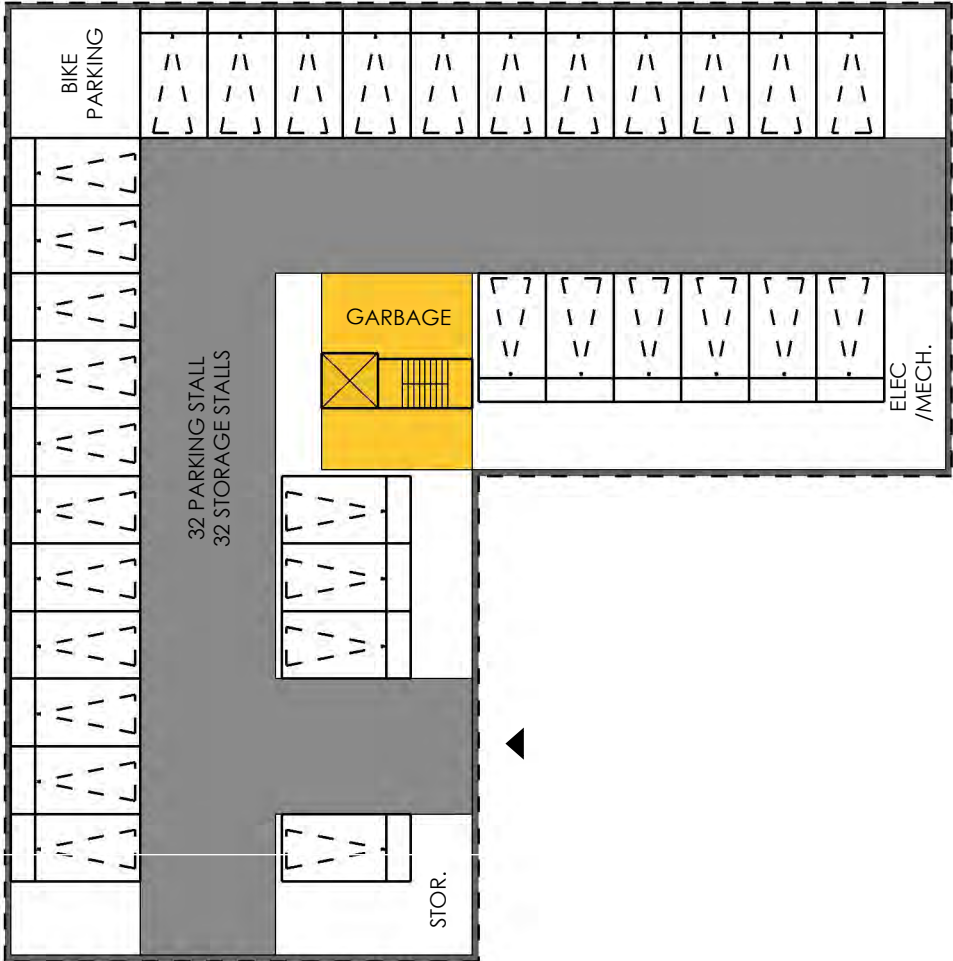 BIKE
PARKING
GARBAGE
32 PARKING STALL
32 STORAGE STALLS
ELEC
/MECH.
STOR.